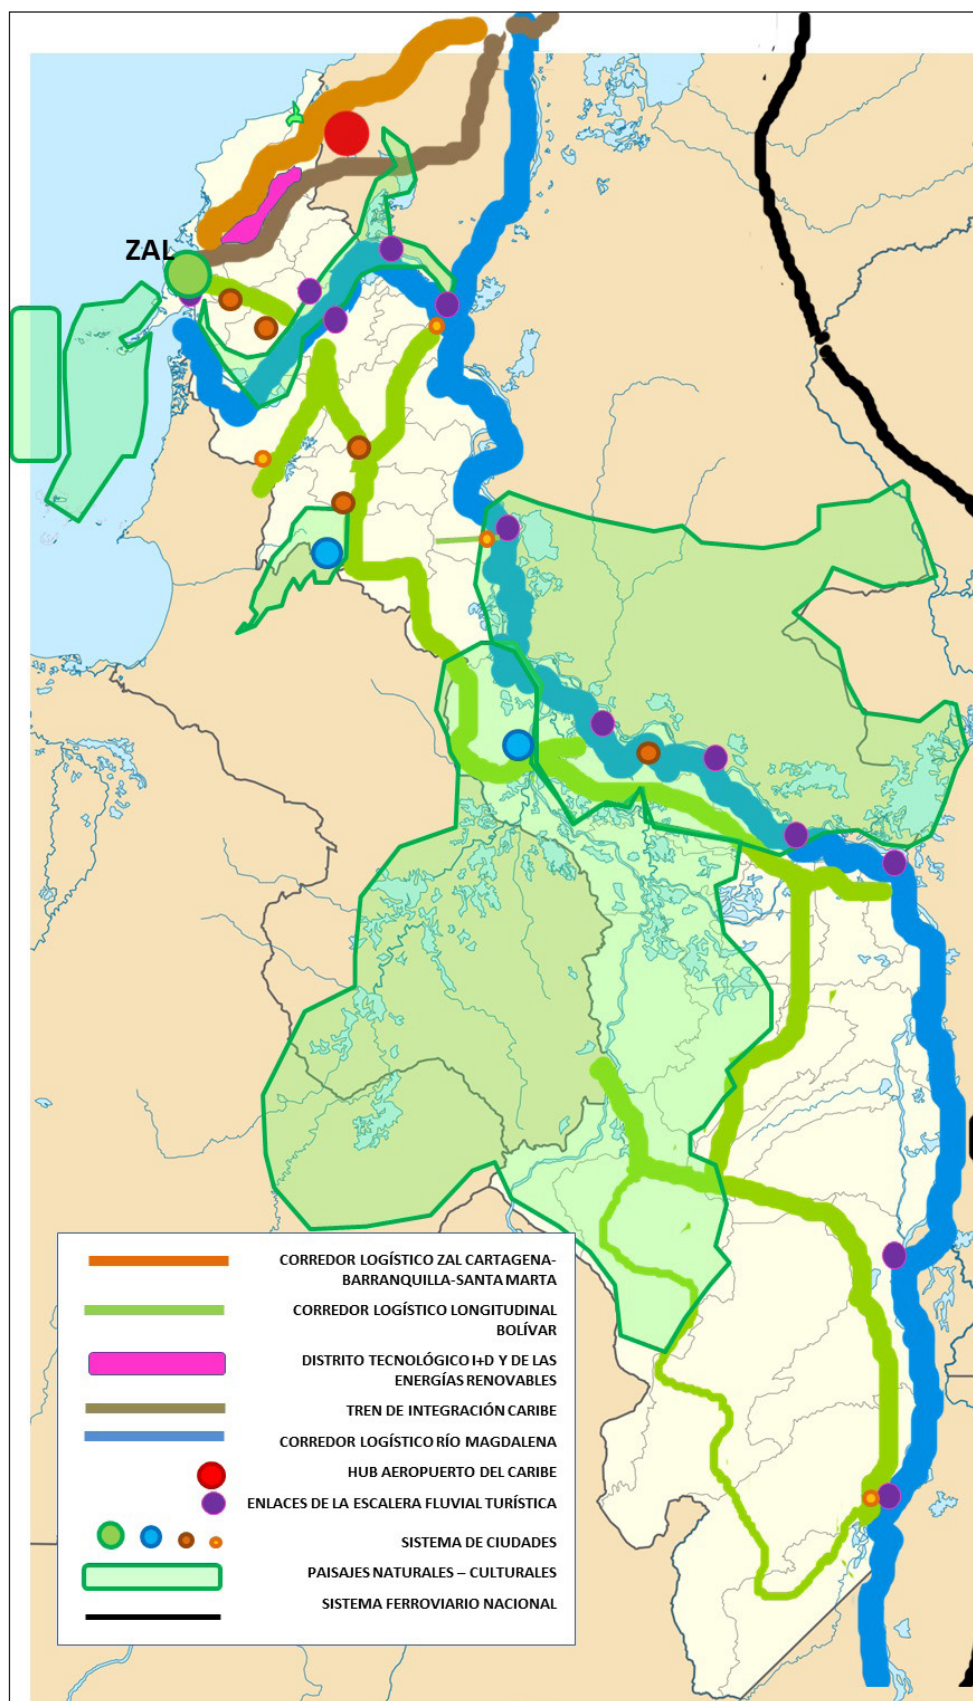 ZAL
CORREDOR LOGÍSTICO ZAL CARTAGENA-
BARRANQUILLA-SANTA MARTA
CORREDOR LOGÍSTICO LONGITUDINAL
BOLÍVAR
DISTRITO TECNOLÓGICO I+D Y DE LAS
ENERGÍAS RENOVABLES
TREN DE INTEGRACIÓN CARIBE
CORREDOR LOGÍSTICO RÍO MAGDALENA
HUB AEROPUERTO DEL CARIBE
ENLACES DE LA ESCALERA FLUVIAL TURÍSTICA
SISTEMA DE CIUDADES
PAISAJES NATURALES – CULTURALES
SISTEMA FERROVIARIO NACIONAL